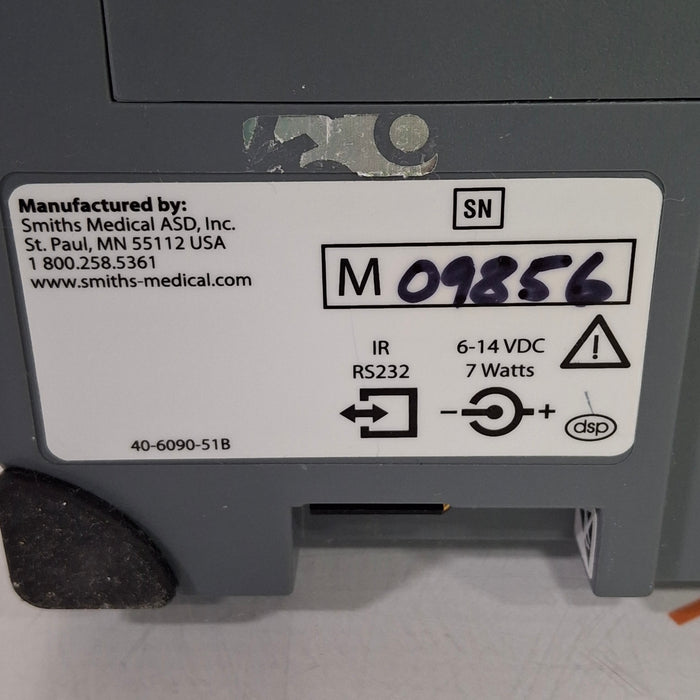 Manufactured by:
Smiths Medical ASD, Inc.
St. Paul, MN 55112 USA
1 800.258.5361
www.smiths-medical.com
SN
M 09856
IR
RS232
6-14 VDC
7 Watts
!
- +
dsp
40-6090-51B